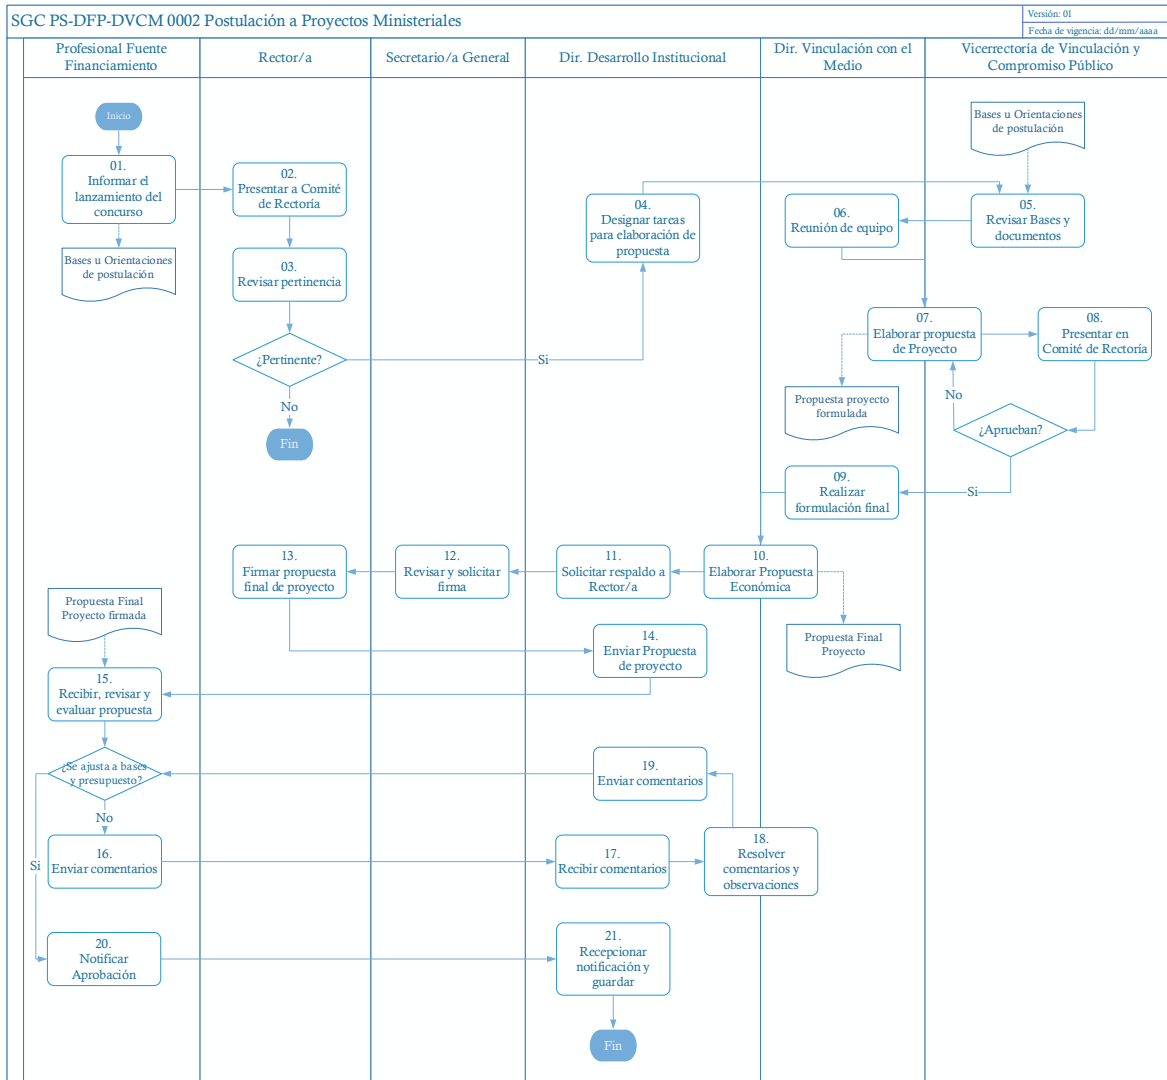 SGC PS-DFP-DVCM 0002 Postulación a Proyectos Ministeriales
Versión: 01
Fecha de vigencia: dd/mm/aaaa
Profesional Fuente
Financiamiento
Rector/a
Secretario/a General
Dir. Desarrollo Institucional
Dir. Vinculación con el
Medio
Vicerrectoría de Vinculación y
Compromiso Público
Inicio
01.
Informar el
lanzamiento del
concurso
Bases u Orientaciones
de postulación
02.
Presentar a Comité
de Rectoría
03.
Revisar pertinencia
¿Pertinente?
No
Fin
Si
04.
Designar tareas
para elaboración de
propuesta
Bases u Orientaciones
de postulación
05.
Revisar Bases y
documentos
06.
Reunión de equipo
07.
Elaborar propuesta
de Proyecto
Propuesta proyecto
formulada
08.
Presentar en
Comité de Rectoría
¿Aprueban?
No
Si
09.
Realizar
formulación final
10.
Elaborar Propuesta
Económica
Propuesta Final
Proyecto
11.
Solicitar respaldo a
Rector/a
12.
Revisar y solicitar
firma
13.
Firmar propuesta
final de proyecto
14.
Enviar Propuesta
de proyecto
Propuesta Final
Proyecto firmada
15.
Recibir, revisar y
evaluar propuesta
¿Se ajusta a bases
y presupuesto?
No
Si
16.
Enviar comentarios
17.
Recibir comentarios
18.
Resolver
comentarios y
observaciones
19.
Enviar comentarios
20.
Notificar
Aprobación
21.
Recepcionar
notificación y
guardar
Fin